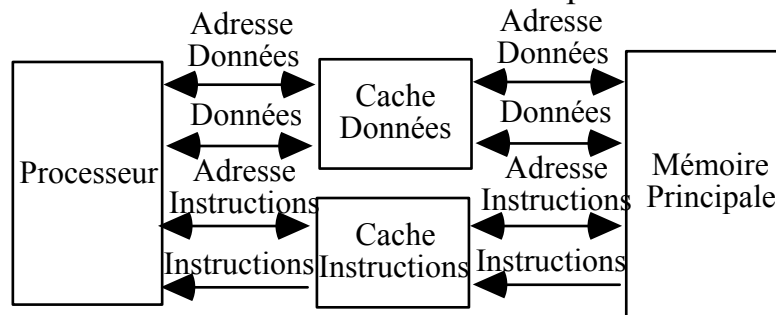 Adresse
Données
Adresse
Données
Données
Cache
Données
Données
Processeur
Adresse
Instructions
Adresse
Instructions
Mémoire
Principale
Instructions
Cache
Instructions
Instructions